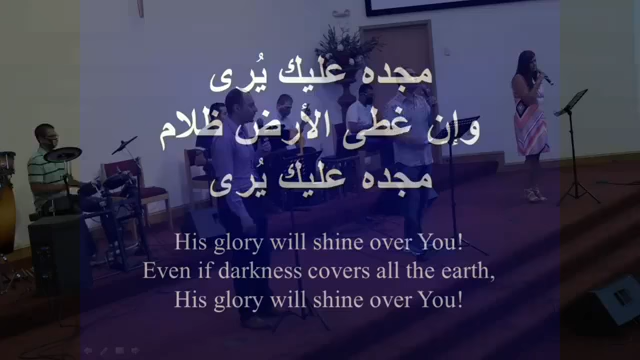 مجده عليك يُرى
وإن غطى الأرض ظلام
مجده عليك يُرى
His glory will shine over You!
Even if darkness covers all the earth,
His glory will shine over You!